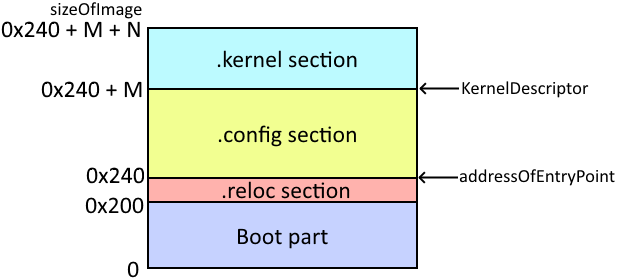 sizeOfImage
0x240 + M + N
.kernel section
0x240 + M
KernelDescriptor
.config section
0x240
addressOfEntryPoint
.reloc section
0x200
Boot part
0